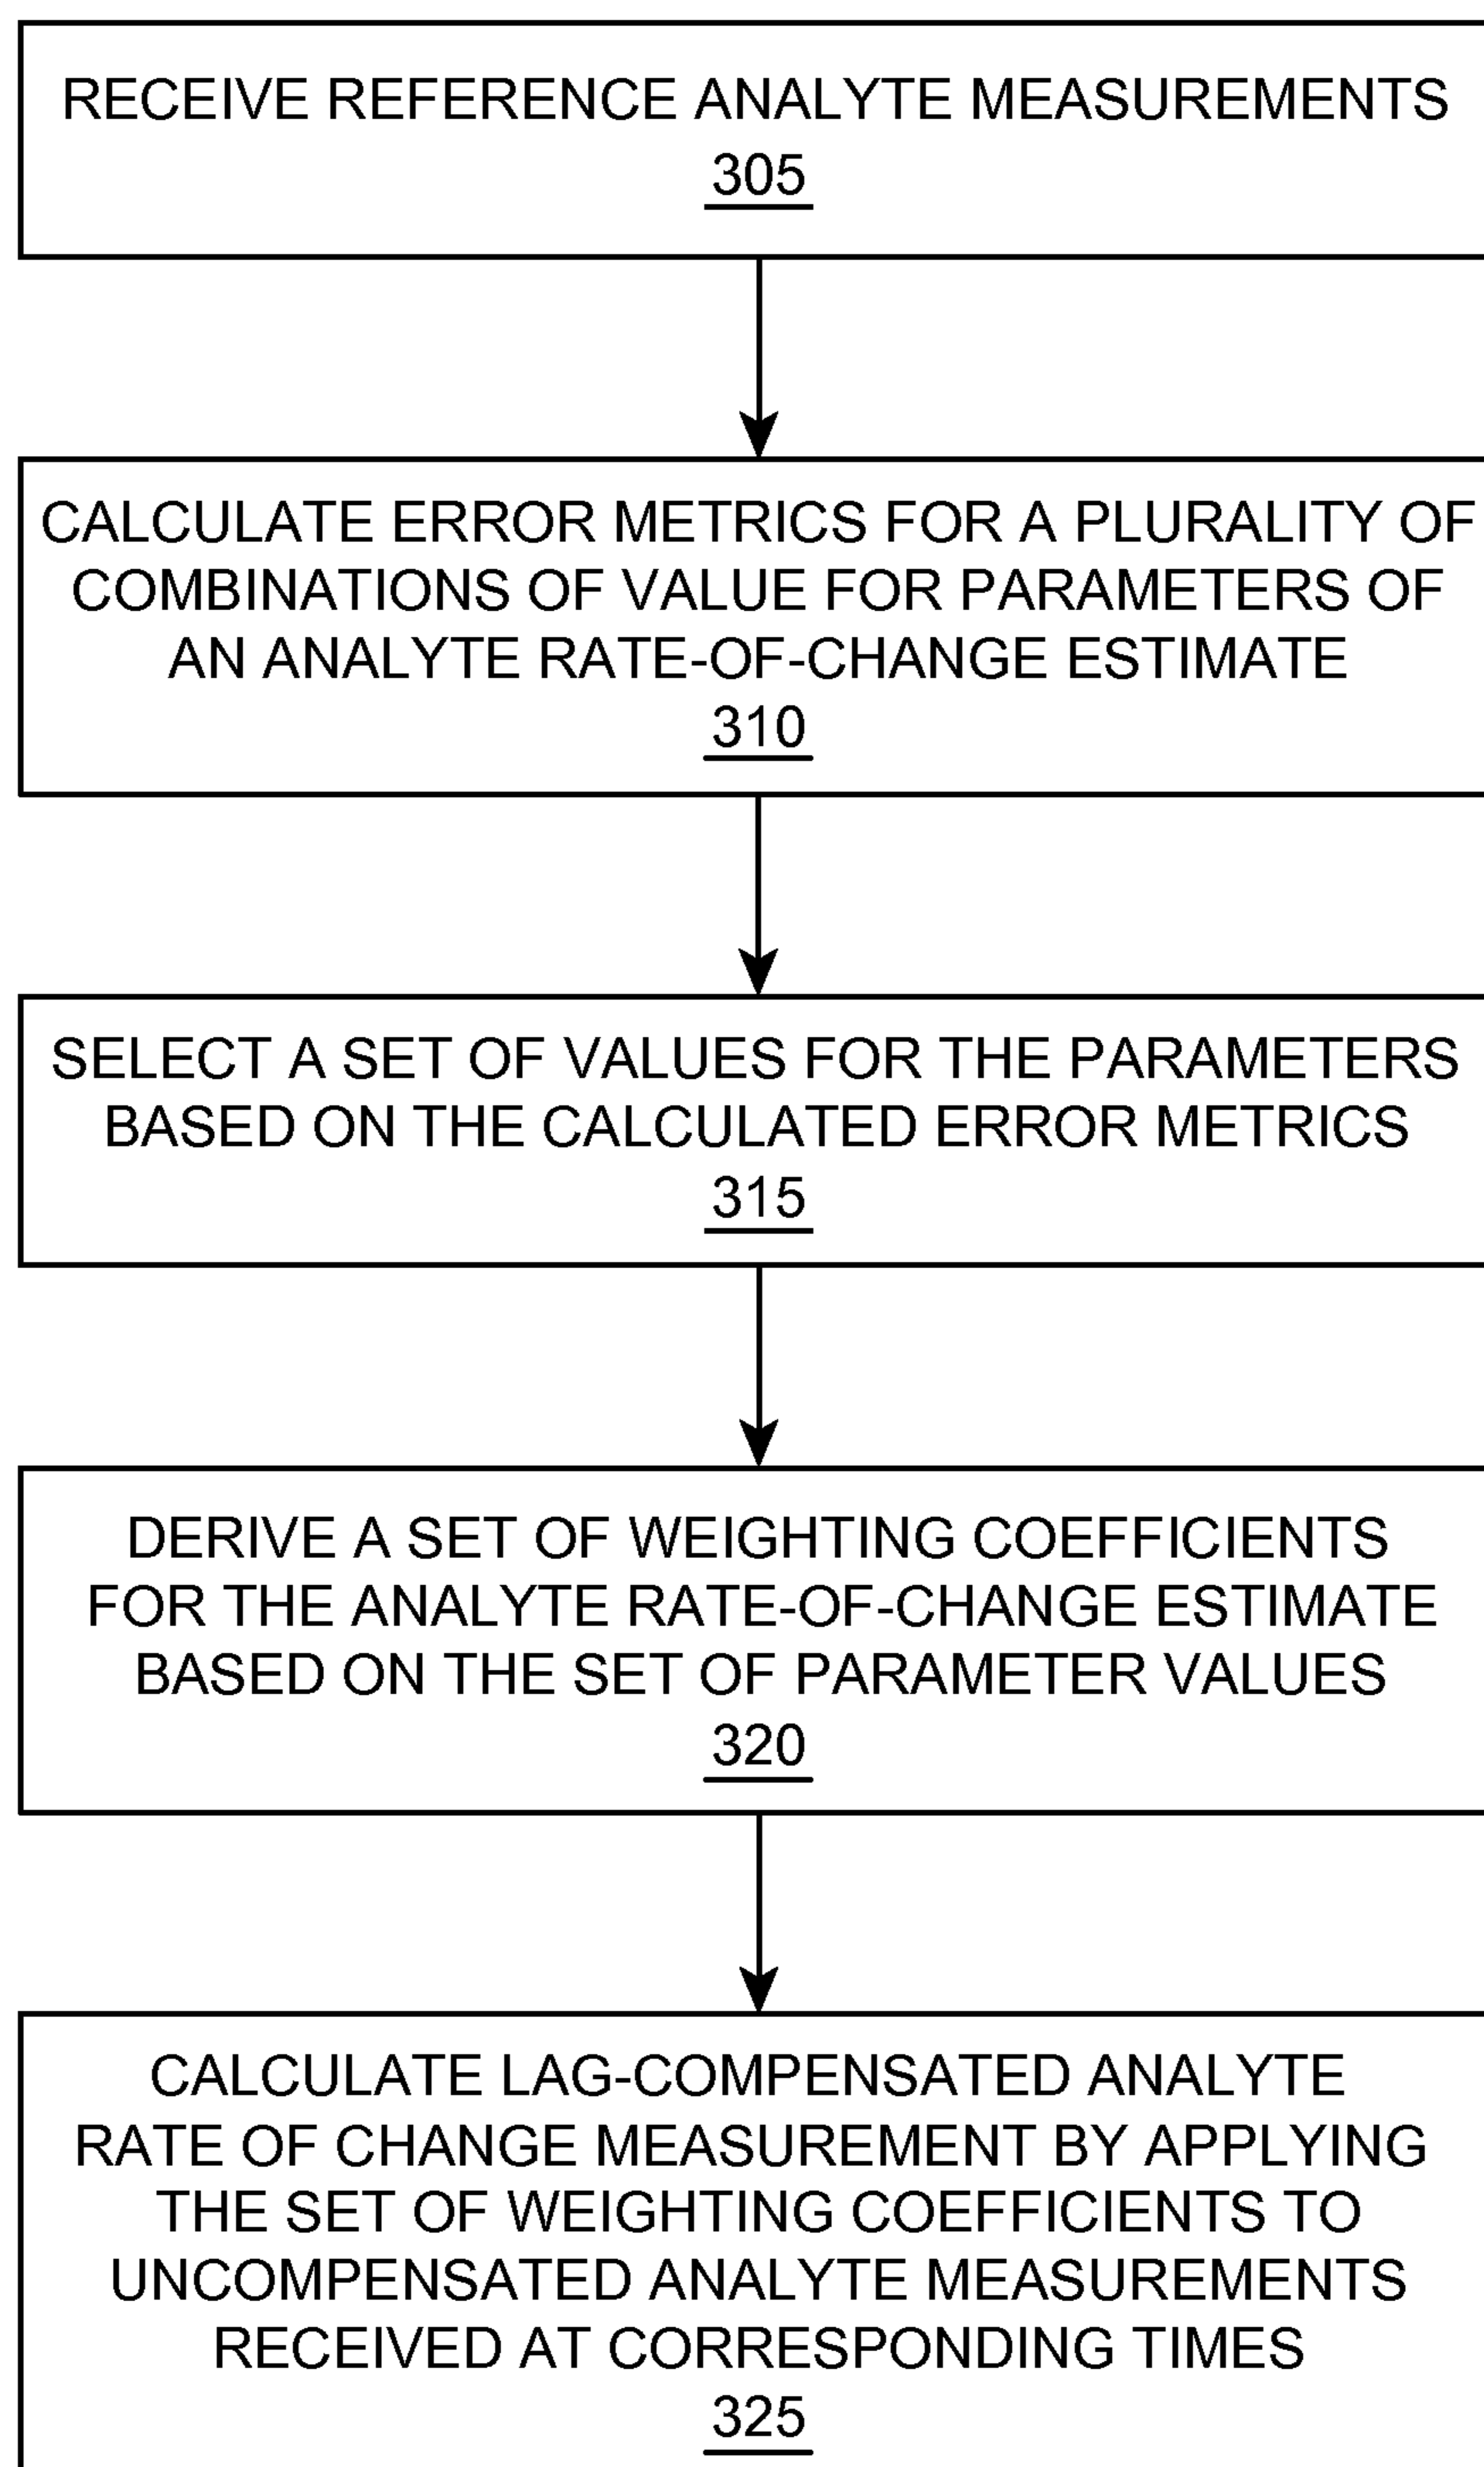 RECEIVE REFERENCE ANALYTE MEASUREMENTS
305
CALCULATE ERROR METRICS FOR A PLURALITY OF
COMBINATIONS OF VALUE FOR PARAMETERS OF
AN ANALYTE RATE-OF-CHANGE ESTIMATE
310
SELECT A SET OF VALUES FOR THE PARAMETERS
BASED ON THE CALCULATED ERROR METRICS
315
DERIVE A SET OF WEIGHTING COEFFICIENTS
FOR THE ANALYTE RATE-OF-CHANGE ESTIMATE
BASED ON THE SET OF PARAMETER VALUES
320
CALCULATE LAG-COMPENSATED ANALYTE
RATE OF CHANGE MEASUREMENT BY APPLYING
THE SET OF WEIGHTING COEFFICIENTS TO
UNCOMPENSATED ANALYTE MEASUREMENTS
RECEIVED AT CORRESPONDING TIMES
325